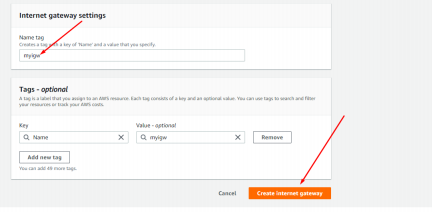 Internet gateway settings
Name tag
Creates a tag with a key of 'Name' and a value that you specify.
myigw
Tags - optional
A tag is a label that you assign to an AWS resource. Each tag consists of a key and an optional value. You can use tags to search and filter
your resources or track your AWS costs.
Key Value - optional
Name myigw Remove
Add new tag
You can add 49 more tags.
Cancel Create internet gateway